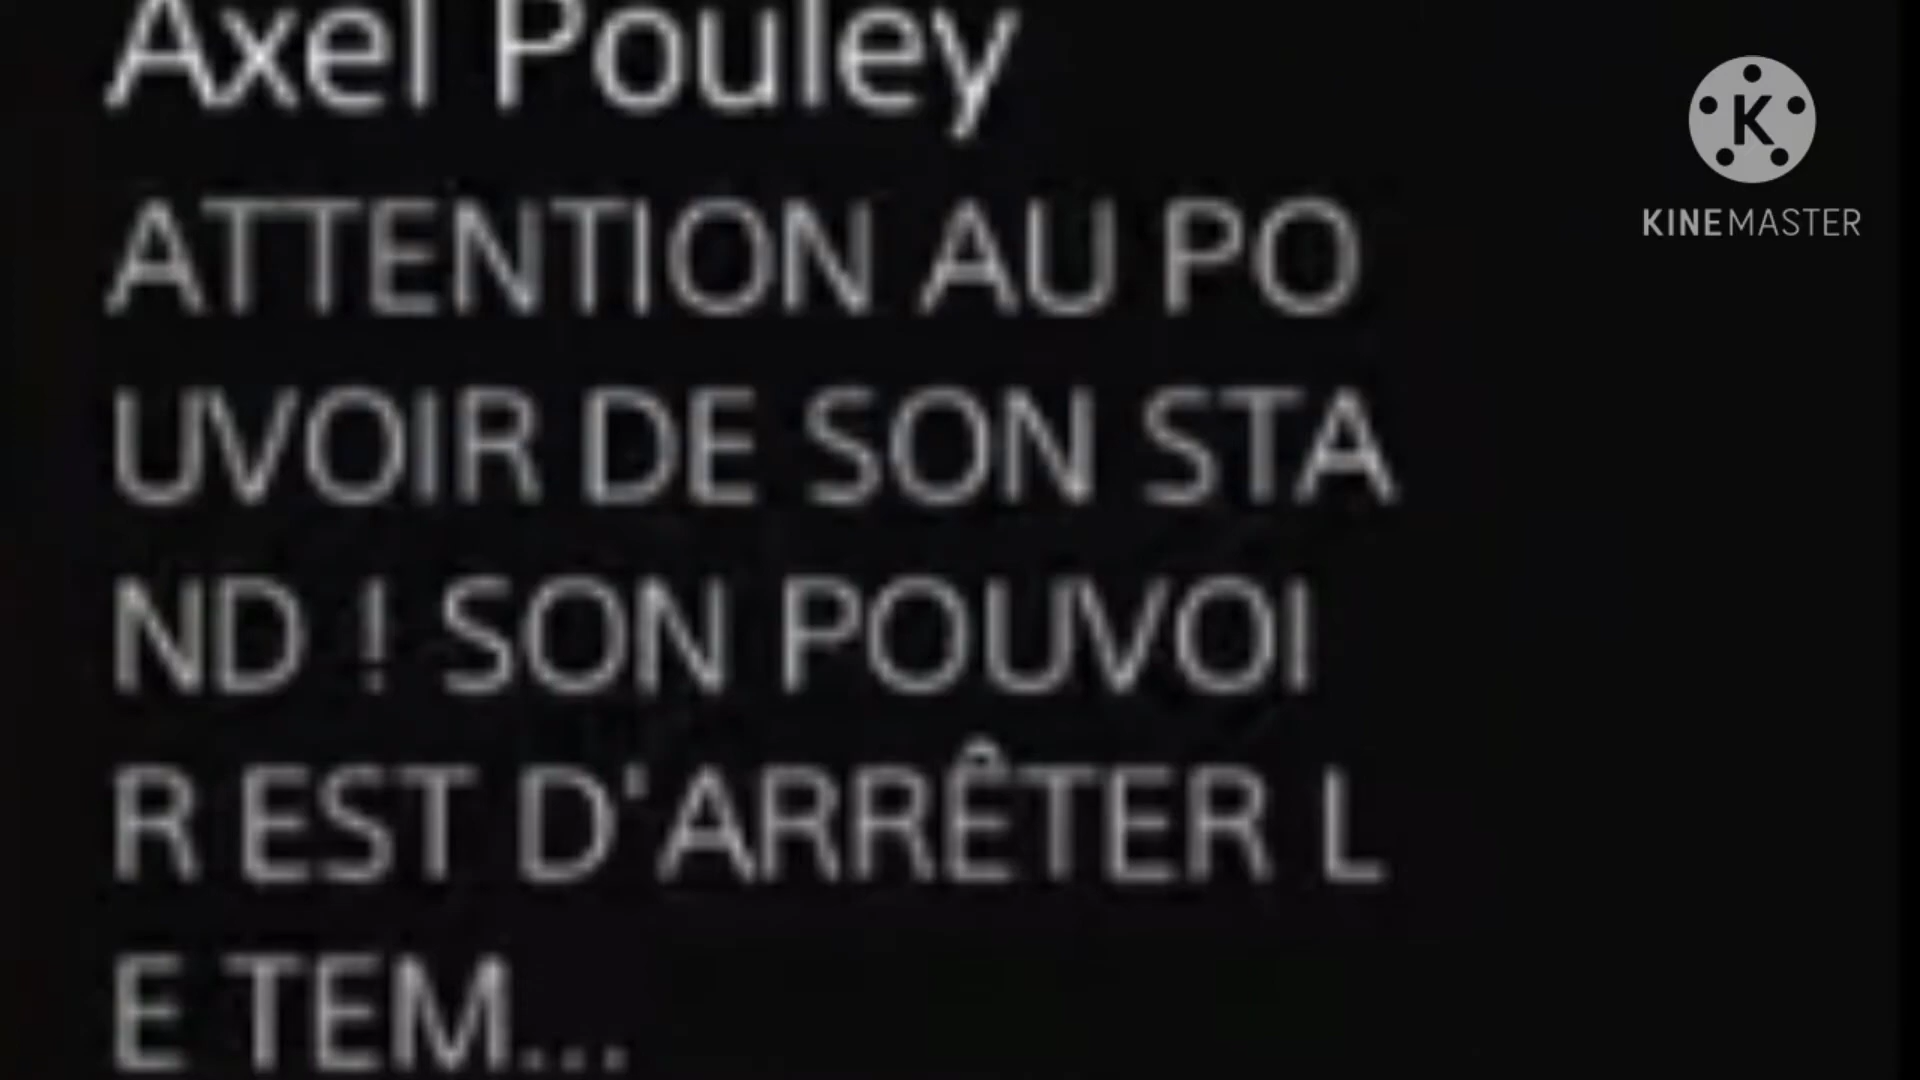 Axel Pouley
ATTENTION AU PO
UVOIR DE SON STA
ND ! SON POUVOI
R EST D'ARRÊTER L
E TEM...
K
KINEMASTER